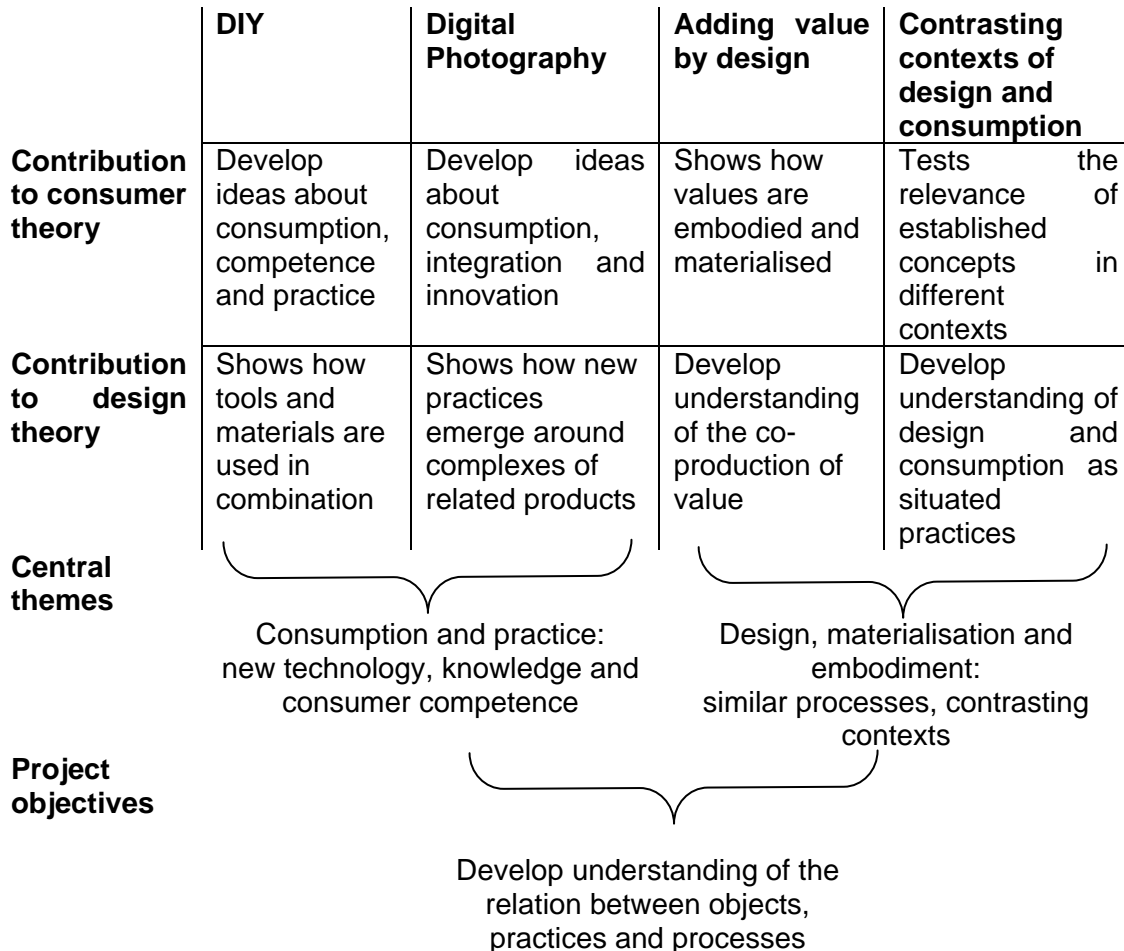 DIY
Digital
Photography
Adding value
by design
Contrasting
contexts of
design and
consumption
Contribution
to consumer
theory
Develop
ideas about
consumption,
competence
and practice
Develop ideas
about
consumption,
integration and
innovation
Shows how
values are
embodied and
materialised
Tests the
relevance of
established
concepts in
different
contexts
Contribution
to design
theory
Shows how
tools and
materials are
used in
combination
Shows how new
practices
emerge around
complexes of
related products
Develop
understanding
of the co-
production of
value
Develop
understanding of
design and
consumption as
situated
practices
Central
themes
Consumption and practice:
new technology, knowledge and
consumer competence
Design, materialisation and
embodiment:
similar processes, contrasting
contexts
Project
objectives
Develop understanding of the
relation between objects,
practices and processes